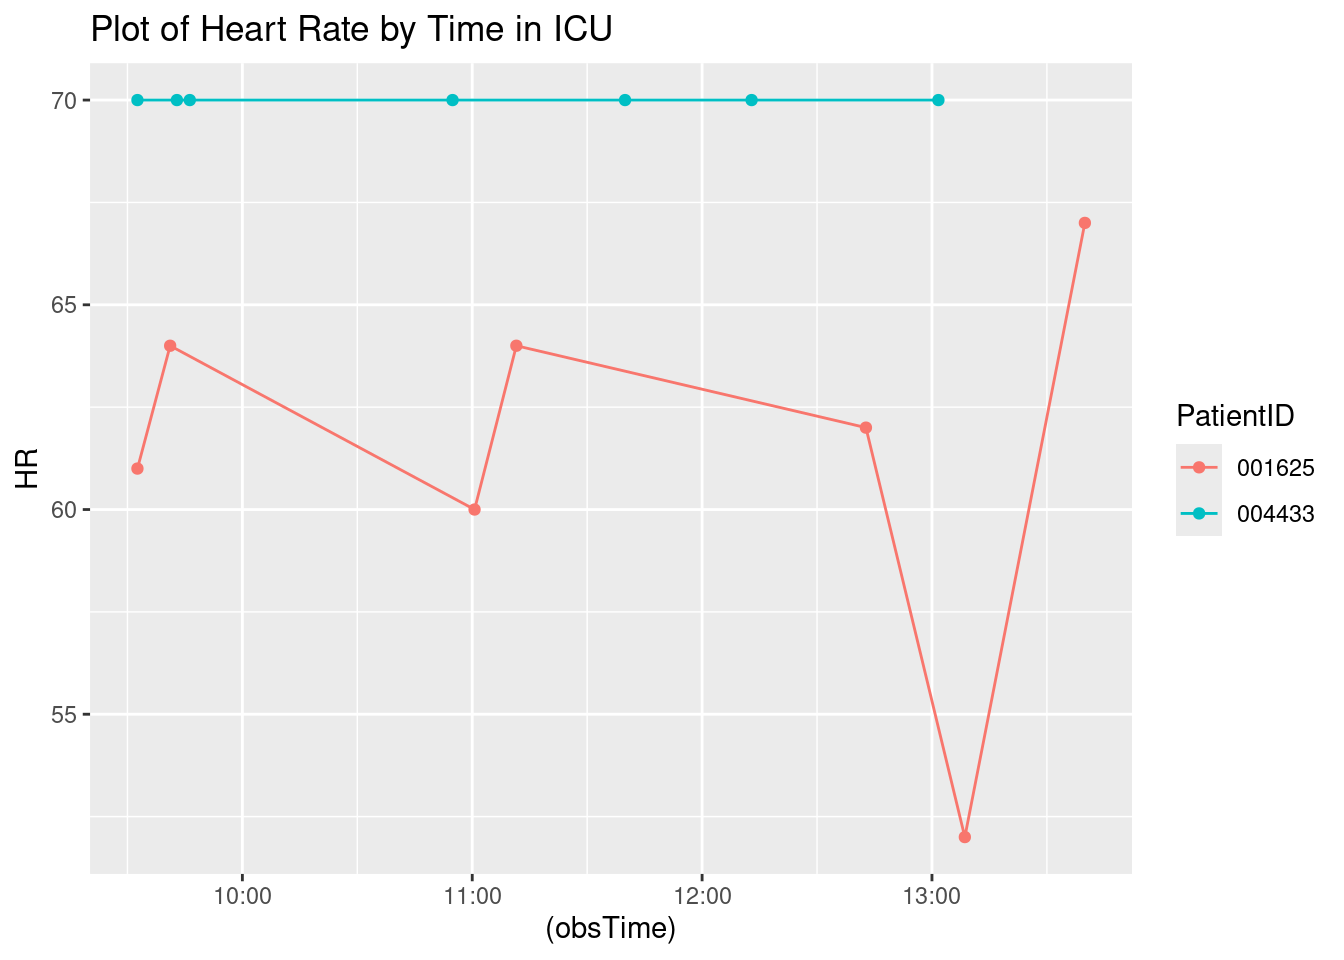 Plot of Heart Rate by Time in ICU
70
65
60
55
HR
10:00 11:00 12:00 13:00
(obsTime)
PatientID
001625
004433